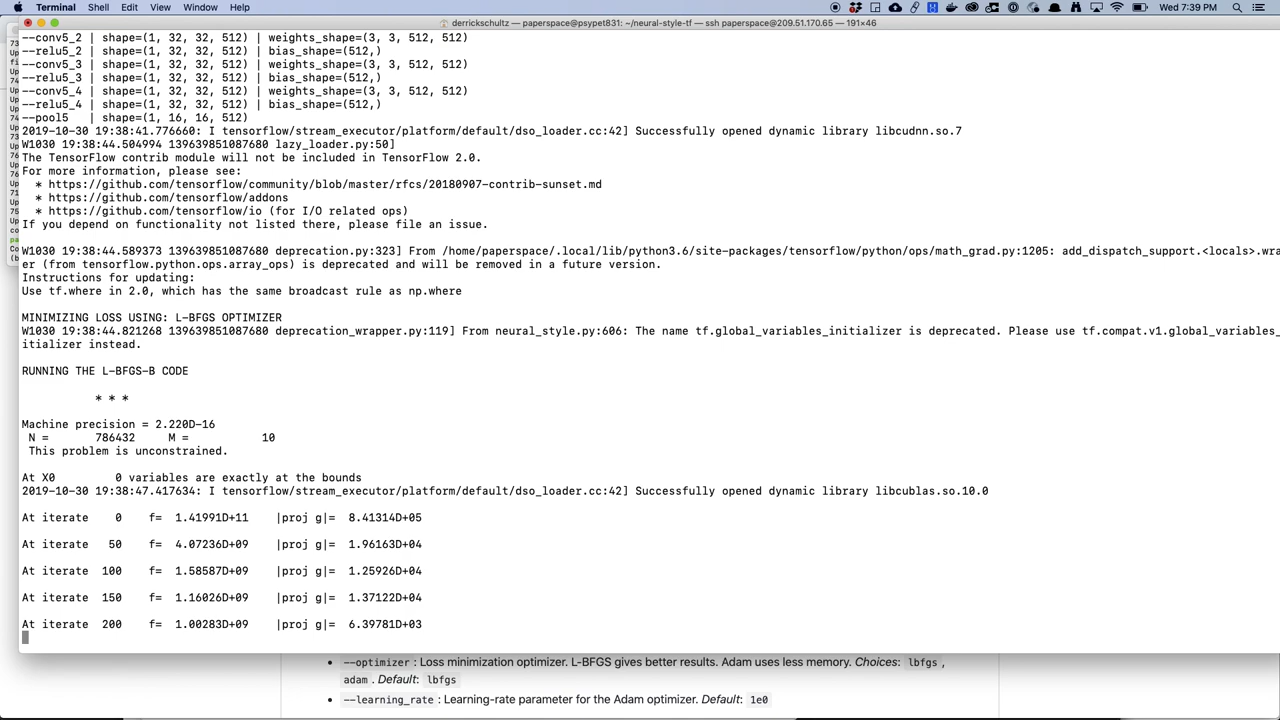 Terminal Shell Edit View Window Help Wed 7:39 PM
derrickschultz — paperspace@psypet831: ~/neural-style-tf — ssh paperspace@209.51.170.65 — 191×46
--conv5_2 | shape=(1, 32, 32, 512) | weights_shape=(3, 3, 512, 512)
--relu5_2 | shape=(1, 32, 32, 512) | bias_shape=(512,)
--conv5_3 | shape=(1, 32, 32, 512) | weights_shape=(3, 3, 512, 512)
--relu5_3 | shape=(1, 32, 32, 512) | bias_shape=(512,)
--conv5_4 | shape=(1, 32, 32, 512) | weights_shape=(3, 3, 512, 512)
--relu5_4 | shape=(1, 32, 32, 512) | bias_shape=(512,)
--pool5 | shape=(1, 16, 16, 512)
2019-10-30 19:38:41.776660: I tensorflow/stream_executor/platform/default/dso_loader.cc:42] Successfully opened dynamic library libcudnn.so.7
W1030 19:38:44.504994 139639851087680 lazy_loader.py:50]
The TensorFlow contrib module will not be included in TensorFlow 2.0.
For more information, please see:
* https://github.com/tensorflow/community/blob/master/rfcs/20180907-contrib-sunset.md
* https://github.com/tensorflow/addons
* https://github.com/tensorflow/io (for I/O related ops)
If you depend on functionality not listed there, please file an issue.
W1030 19:38:44.589373 139639851087680 deprecation.py:323] From /home/paperspace/.local/lib/python3.6/site-packages/tensorflow/python/ops/math_grad.py:1205: add_dispatch_support.<locals>.wra
er (from tensorflow.python.ops.array_ops) is deprecated and will be removed in a future version.
Instructions for updating:
Use tf.where in 2.0, which has the same broadcast rule as np.where
MINIMIZING LOSS USING: L-BFGS OPTIMIZER
W1030 19:38:44.821268 139639851087680 deprecation_wrapper.py:119] From neural_style.py:606: The name tf.global_variables_initializer is deprecated. Please use tf.compat.v1.global_variables_
itializer instead.
RUNNING THE L-BFGS-B CODE
* * *
Machine precision = 2.220D-16
N = 786432 M = 10
This problem is unconstrained.
At X0 0 variables are exactly at the bounds
2019-10-30 19:38:47.417634: I tensorflow/stream_executor/platform/default/dso_loader.cc:42] Successfully opened dynamic library libcublas.so.10.0
At iterate 0 f= 1.41991D+11 |proj g|= 8.41314D+05
At iterate 50 f= 4.07236D+09 |proj g|= 1.96163D+04
At iterate 100 f= 1.58587D+09 |proj g|= 1.25926D+04
At iterate 150 f= 1.16026D+09 |proj g|= 1.37122D+04
At iterate 200 f= 1.00283D+09 |proj g|= 6.39781D+03
• --optimizer : Loss minimization optimizer. L-BFGS gives better results. Adam uses less memory. Choices: lbfgs ,
adam . Default: lbfgs
• --learning_rate : Learning-rate parameter for the Adam optimizer. Default: 1e0